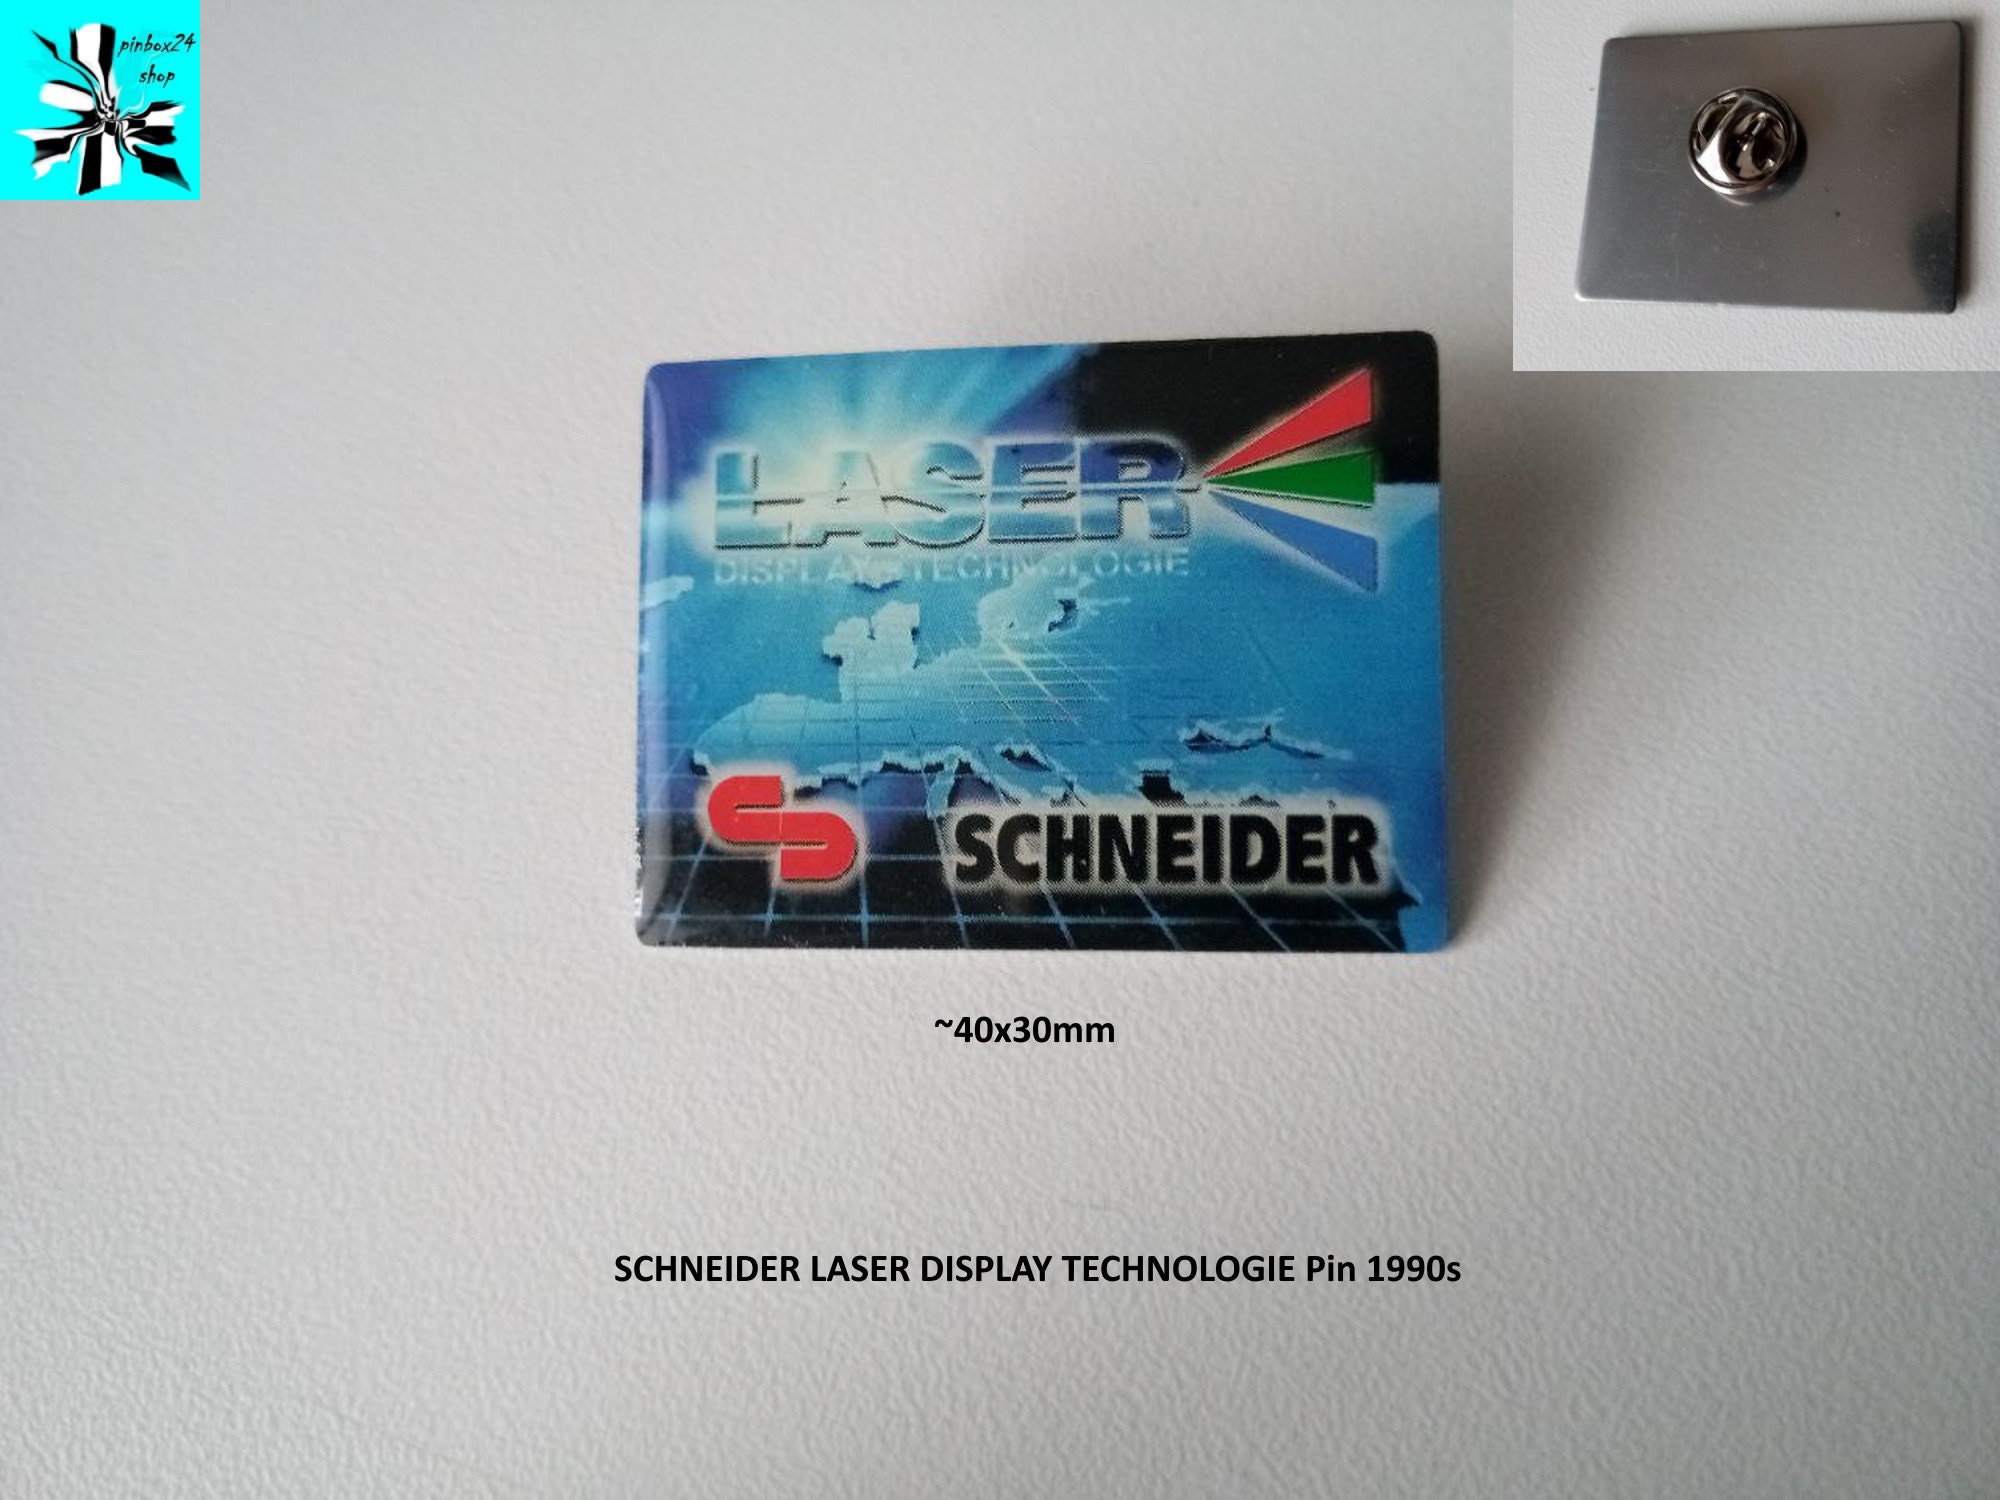 pinbox24
shop
LASER
DISPLAY-TECHNOLOGIE
SCHNEIDER
~40x30mm
SCHNEIDER LASER DISPLAY TECHNOLOGIE Pin 1990s